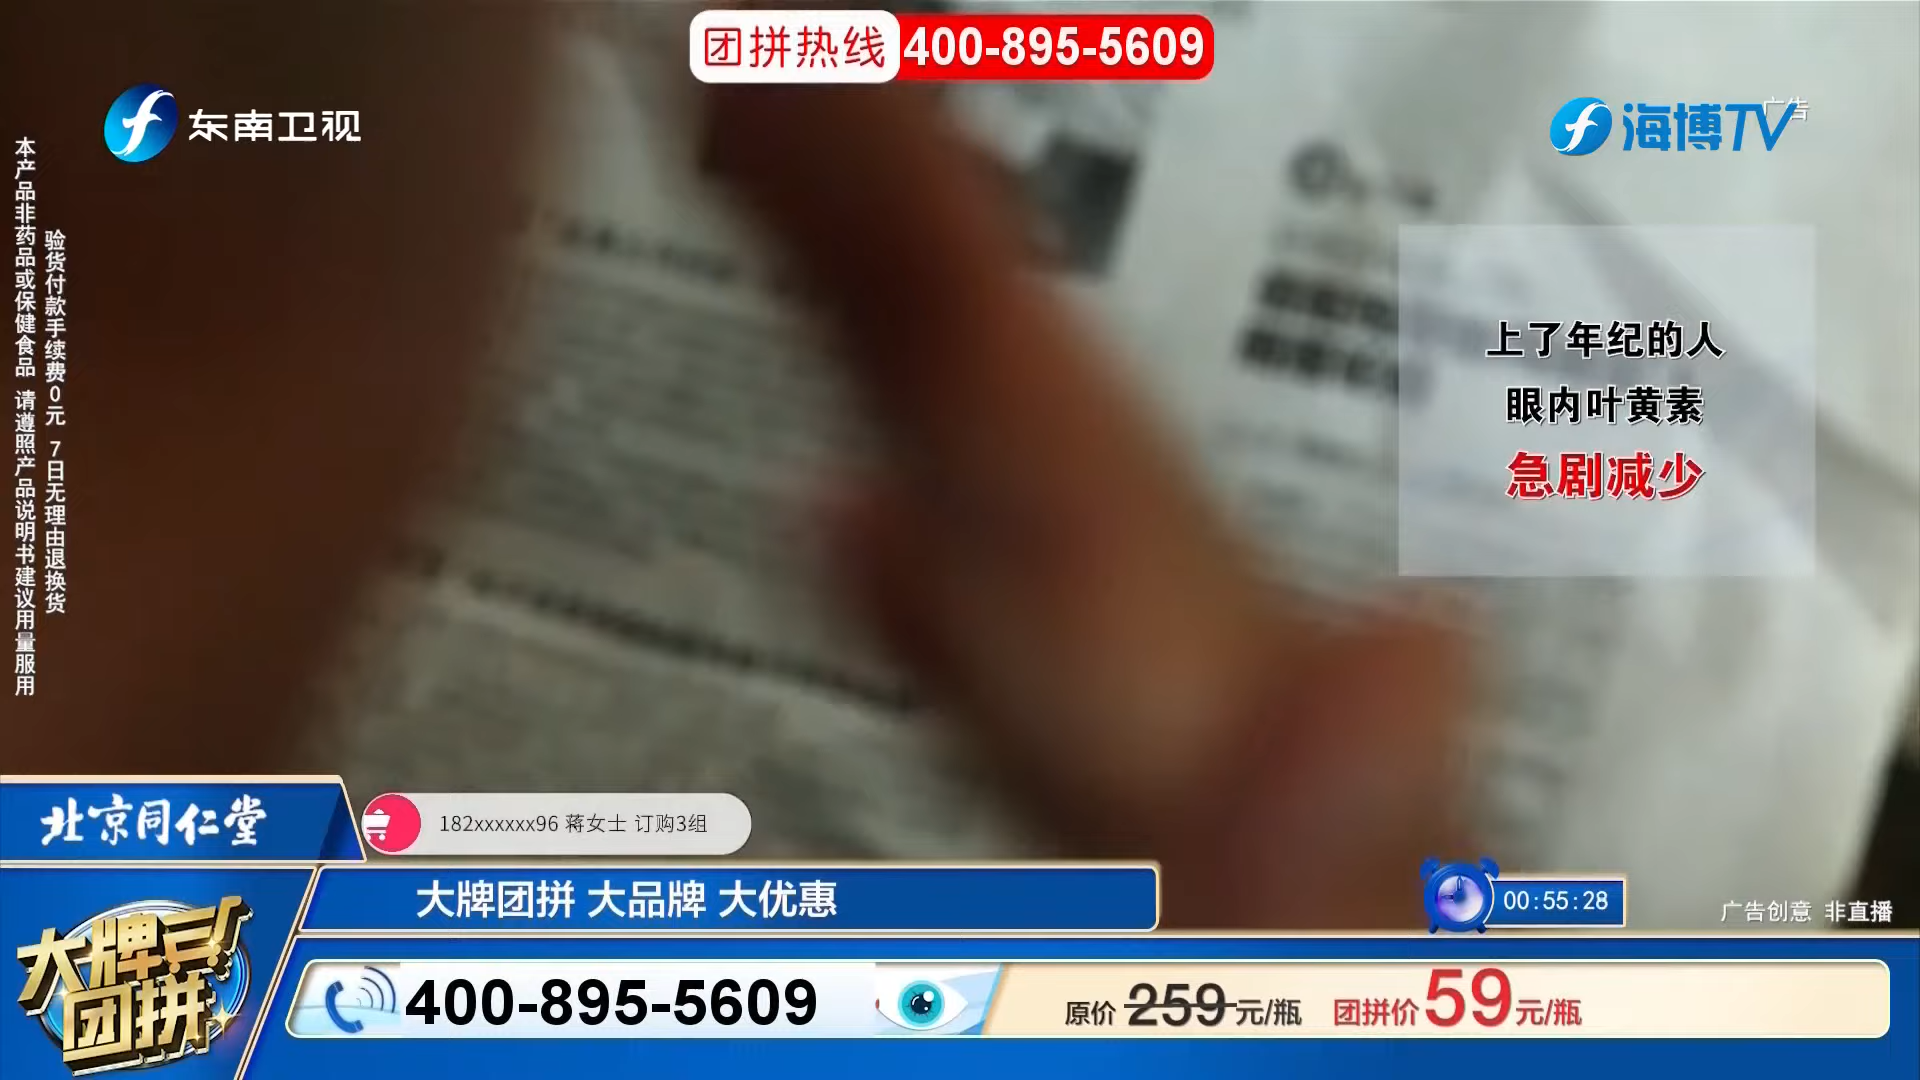 团拼热线 400-895-5609
东南卫视
海博TV
广告
本产品非药品或保健食品 请遵照产品说明书建议用量服用
验货付款手续费0元 7日无理由退换货
上了年纪的人
眼内叶黄素
急剧减少
北京同仁堂
182xxxxxx96 蒋女士 订购3组
大牌团拼 大品牌 大优惠
00:55:28
广告创意 非直播
大牌
团拼
400-895-5609
原价 259元/瓶 团拼价59元/瓶